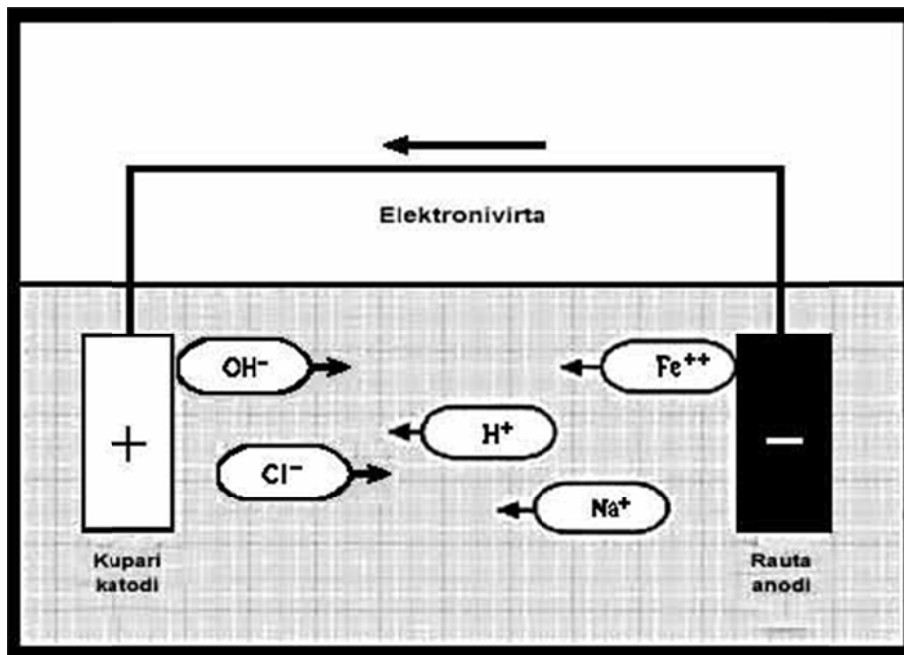 Elektronivirta
OH⁻
Fe⁺⁺
H⁺
Cl⁻
Na⁺
+
−
Kupari
katodi
Rauta
anodi